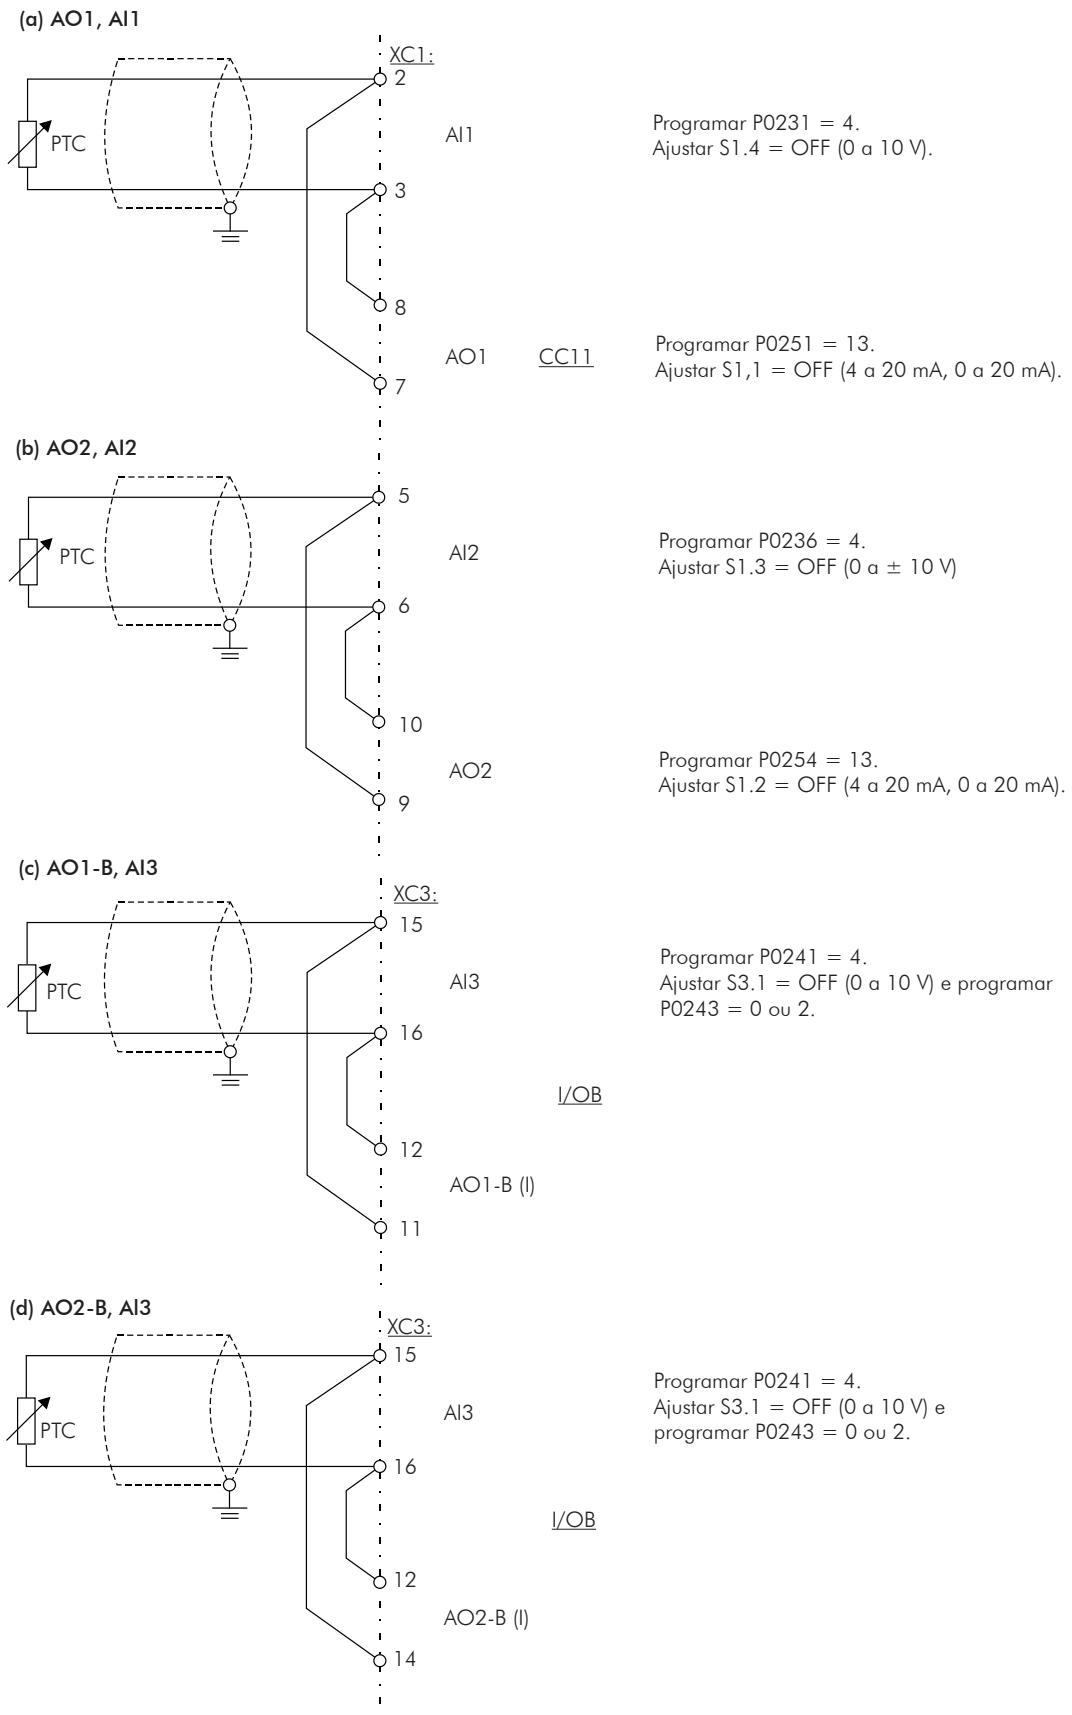 (a) AO1, AI1
XC1:
2
PTC
AI1
Programar P0231 = 4.
Ajustar S1.4 = OFF (0 a 10 V).
3
8
AO1
CC11
Programar P0251 = 13.
Ajustar S1,1 = OFF (4 a 20 mA, 0 a 20 mA).
7
(b) AO2, AI2
5
PTC
AI2
Programar P0236 = 4.
Ajustar S1.3 = OFF (0 a ± 10 V)
6
10
AO2
Programar P0254 = 13.
Ajustar S1.2 = OFF (4 a 20 mA, 0 a 20 mA).
9
(c) AO1-B, AI3
XC3:
15
PTC
AI3
Programar P0241 = 4.
Ajustar S3.1 = OFF (0 a 10 V) e programar
P0243 = 0 ou 2.
16
I/OB
12
AO1-B (I)
11
(d) AO2-B, AI3
XC3:
15
PTC
AI3
Programar P0241 = 4.
Ajustar S3.1 = OFF (0 a 10 V) e
programar P0243 = 0 ou 2.
16
I/OB
12
AO2-B (I)
14